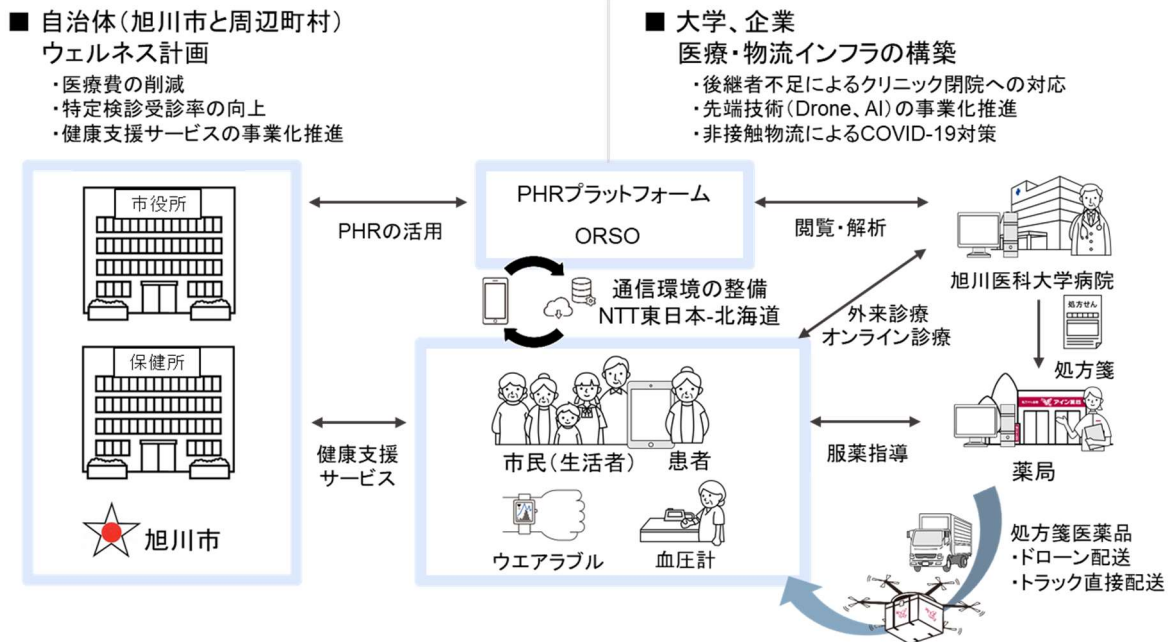 ■ 自治体（旭川市と周辺町村）
ウェルネス計画
・医療費の削減
・特定検診受診率の向上
・健康支援サービスの事業化推進
■ 大学、企業
医療・物流インフラの構築
・後継者不足によるクリニック閉院への対応
・先端技術（Drone、AI）の事業化推進
・非接触物流によるCOVID-19対策
市役所
保健所
旭川市
PHRの活用
PHRプラットフォーム
ORSO
閲覧・解析
旭川医科大学病院
通信環境の整備
NTT東日本-北海道
外来診療
オンライン診療
処方せん
処方箋
健康支援
サービス
市民（生活者）
患者
ウエアラブル
血圧計
服薬指導
アイン薬局
薬局
処方箋医薬品
・ドローン配送
・トラック直接配送